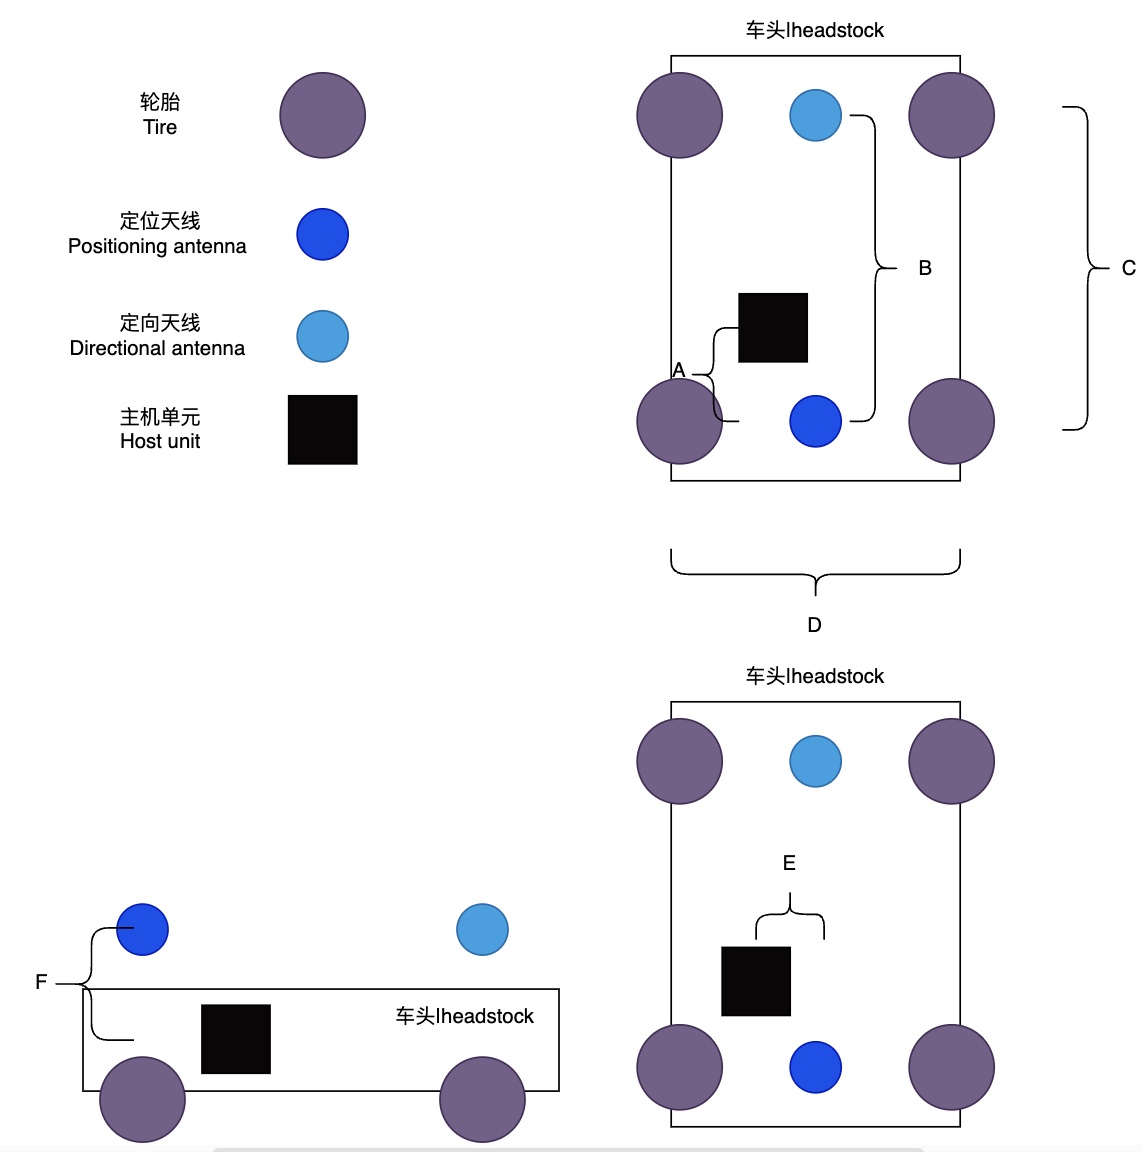 车头|headstock
轮胎
Tire
定位天线
Positioning antenna
定向天线
Directional antenna
主机单元
Host unit
A
B
C
D
车头|headstock
E
F
车头|headstock